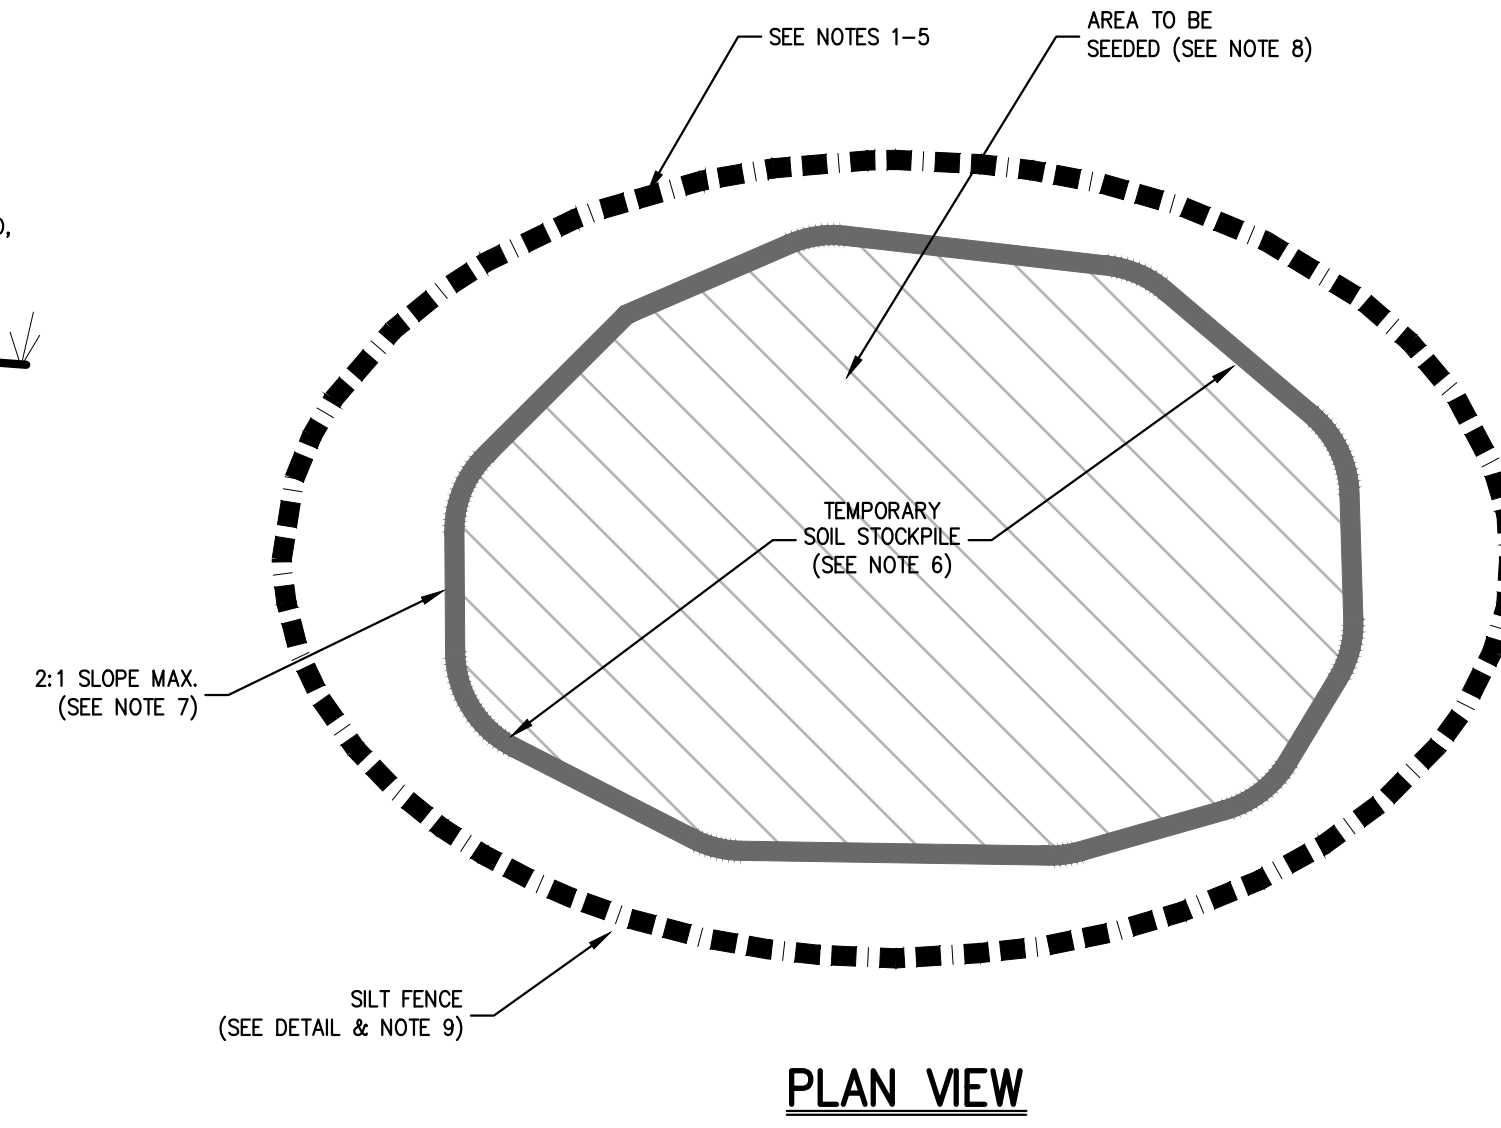 SEE NOTES 1-5
AREA TO BE
SEEDED (SEE NOTE 8)
TEMPORARY
SOIL STOCKPILE
(SEE NOTE 6)
2:1 SLOPE MAX.
(SEE NOTE 7)
SILT FENCE
(SEE DETAIL & NOTE 9)
PLAN VIEW